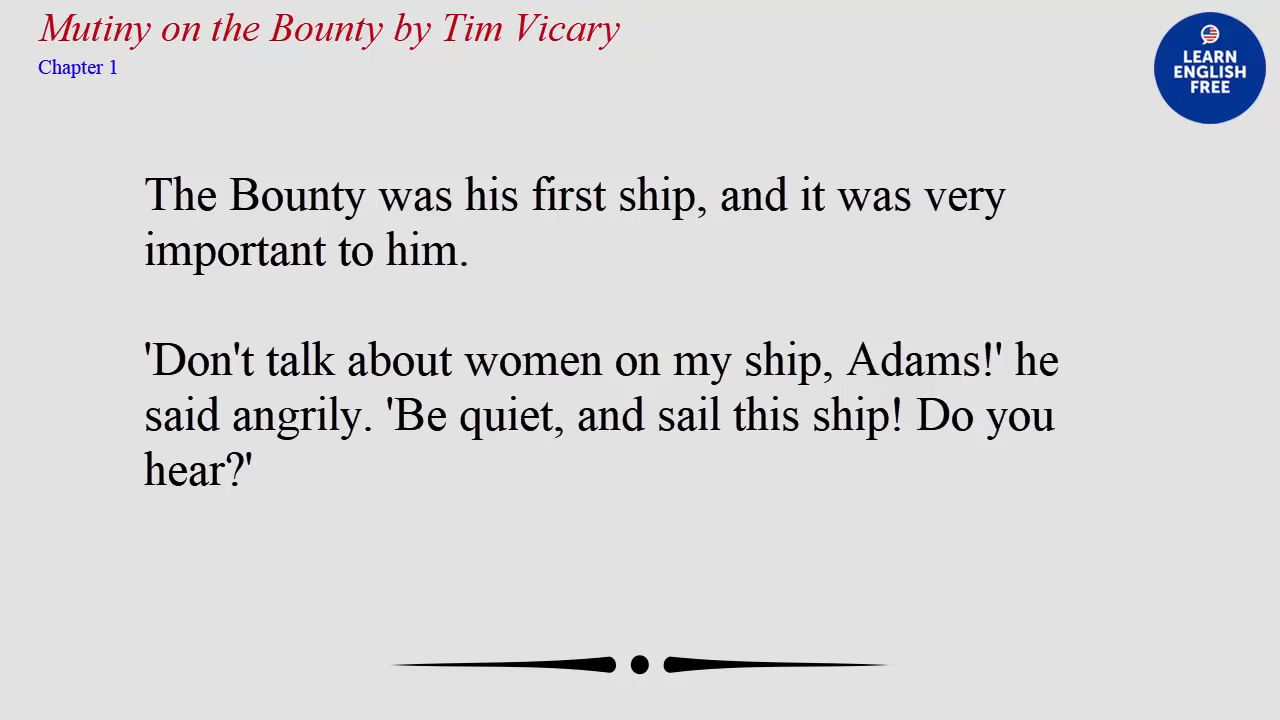 Mutiny on the Bounty by Tim Vicary
Chapter 1
LEARN
ENGLISH
FREE
The Bounty was his first ship, and it was very
important to him.
'Don't talk about women on my ship, Adams!' he
said angrily. 'Be quiet, and sail this ship! Do you
hear?'